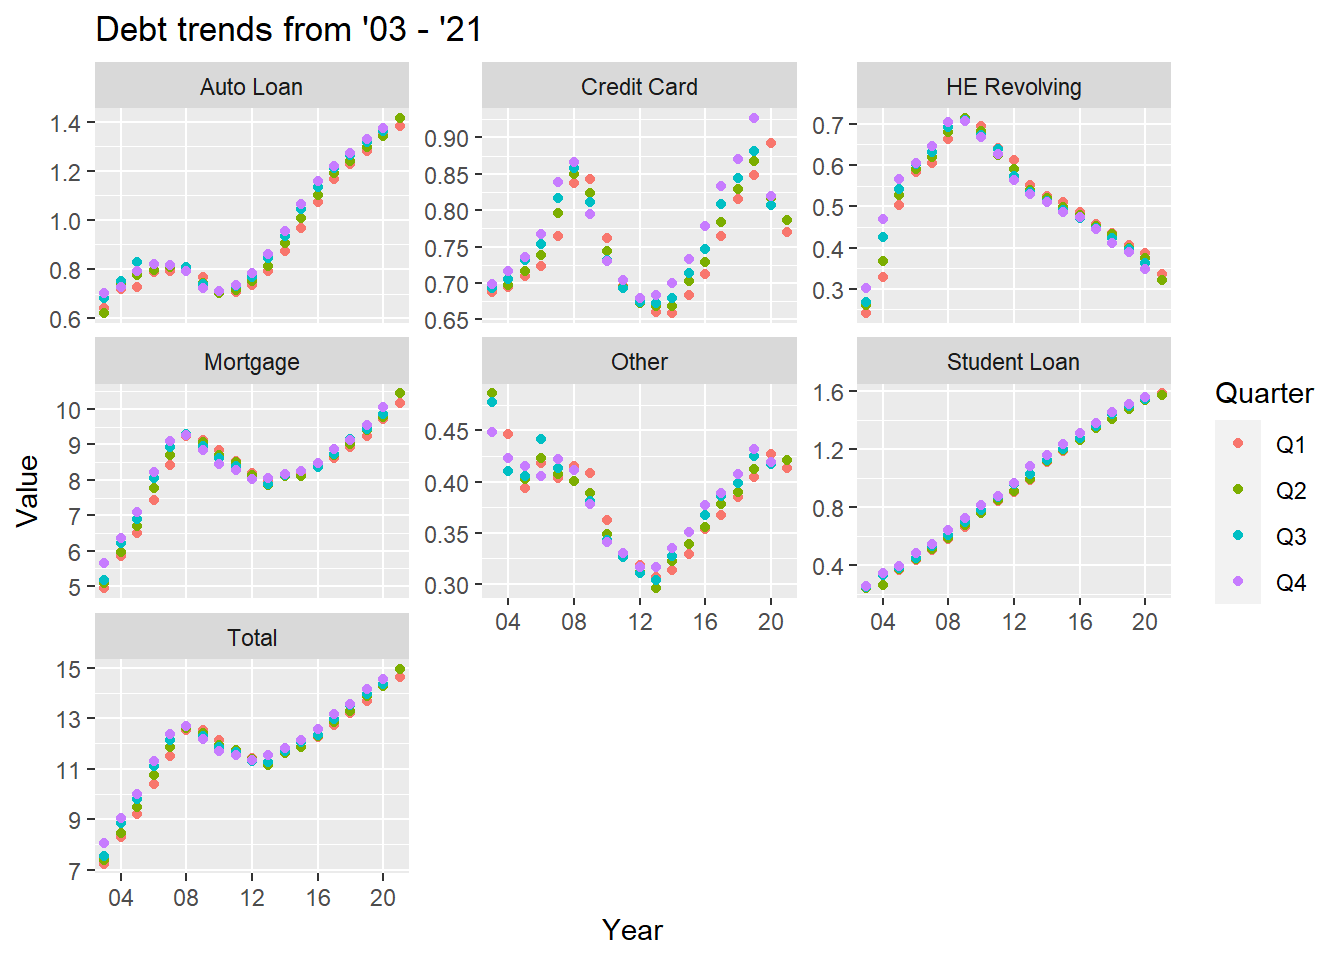 Debt trends from '03 - '21
Auto Loan
Credit Card
HE Revolving
1.4
1.2
1.0
0.8
0.6
0.90
0.85
0.80
0.75
0.70
0.65
0.7
0.6
0.5
0.4
0.3
Mortgage
Other
Student Loan
10
9
8
7
6
5
0.45
0.40
0.35
0.30
1.6
1.2
0.8
0.4
04 08 12 16 20
04 08 12 16 20
Total
15
13
11
9
7
04 08 12 16 20
Year
Value
Quarter
Q1
Q2
Q3
Q4